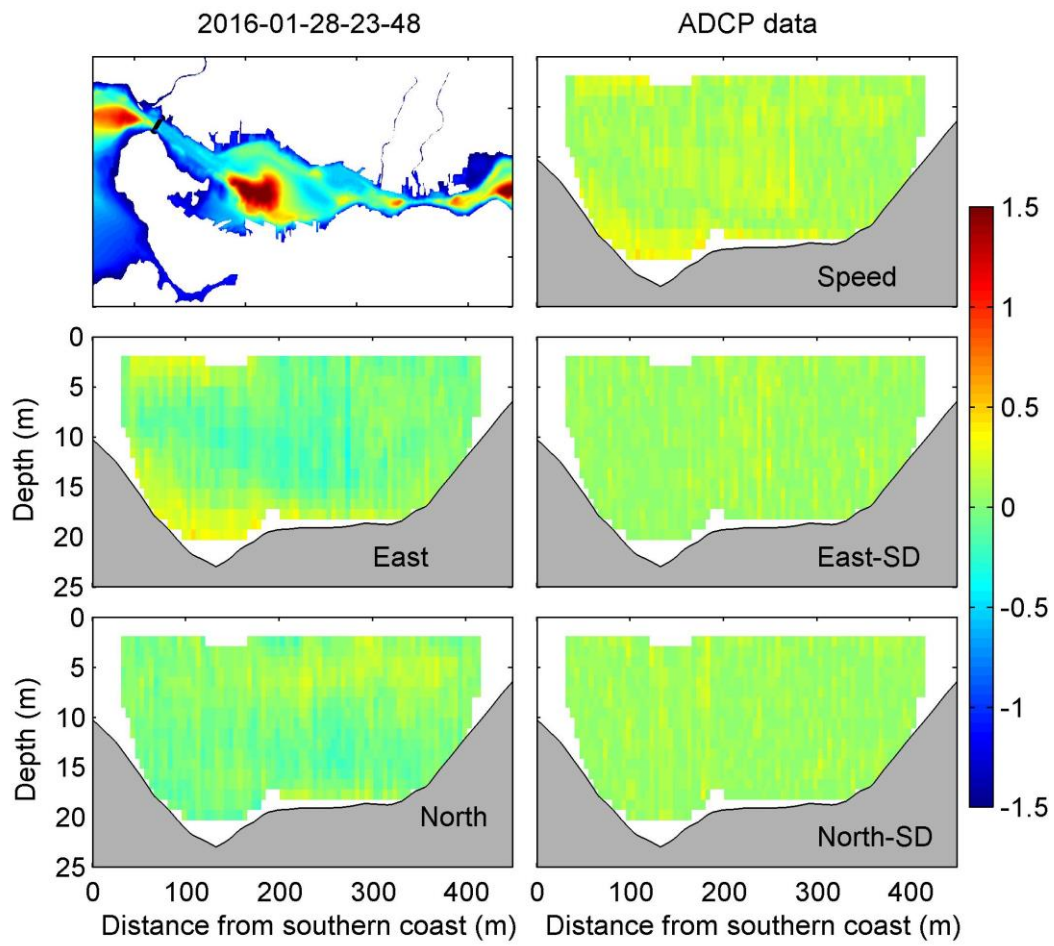 2016-01-28-23-48
ADCP data
Speed
1.5
1
0.5
0
-0.5
-1
-1.5
0
5
10
15
20
25
Depth (m)
East
East-SD
0
5
10
15
20
25
Depth (m)
North
North-SD
0 100 200 300 400
0 100 200 300 400
Distance from southern coast (m)
Distance from southern coast (m)